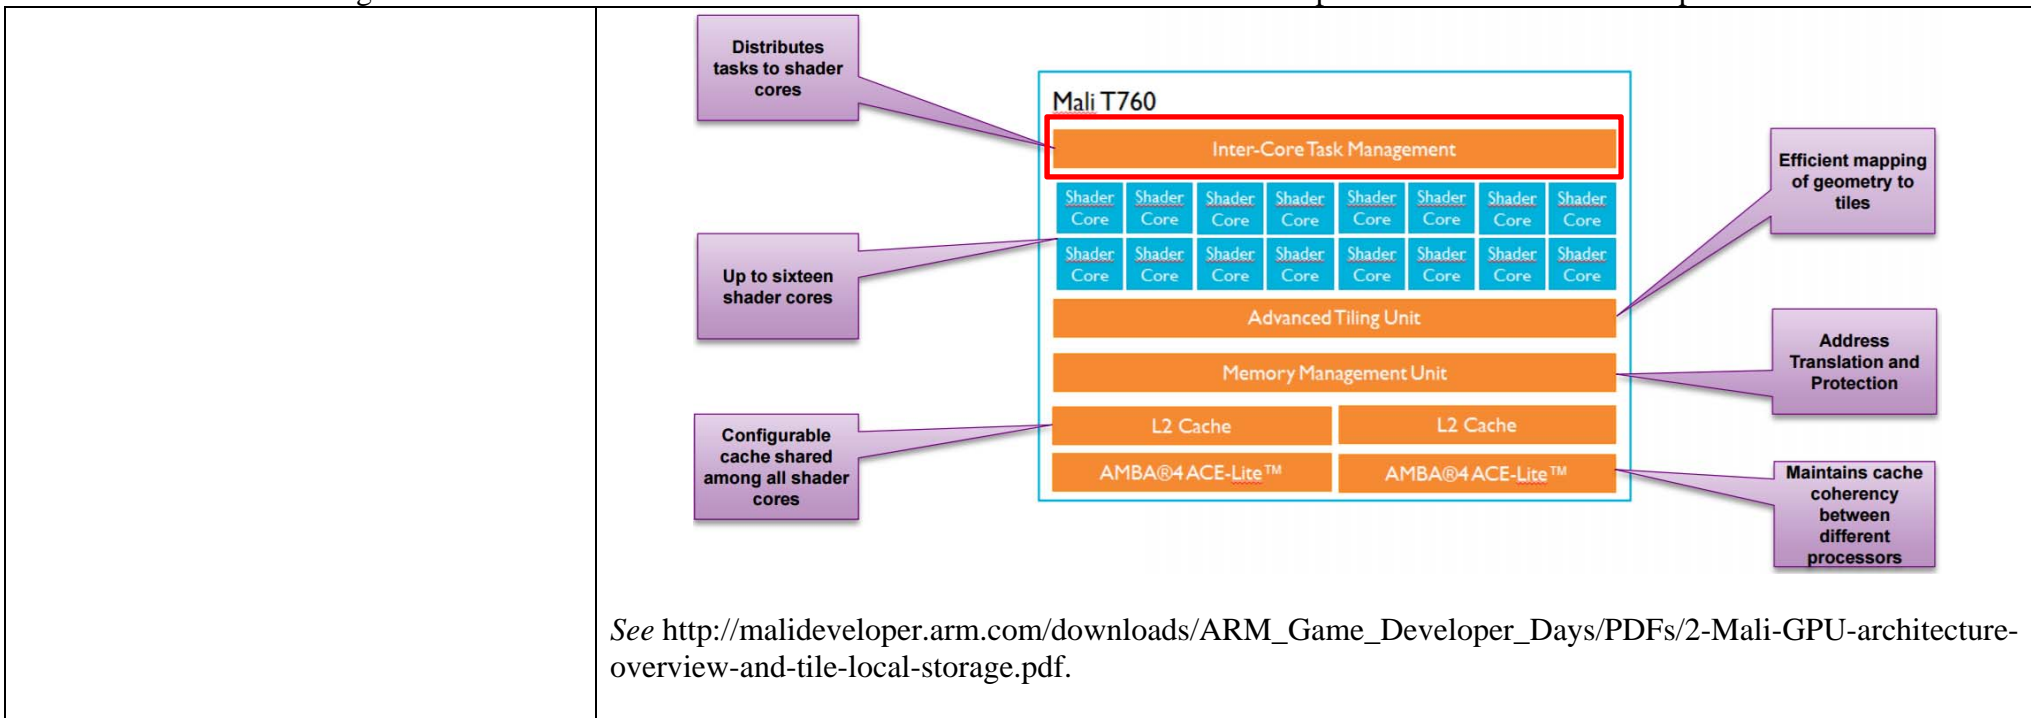 Distributes
tasks to shader
cores
Mali T760
Inter-Core Task Management
Efficient mapping
of geometry to
tiles
Shader Shader Shader Shader Shader Shader Shader Shader
Core Core Core Core Core Core Core Core
Shader Shader Shader Shader Shader Shader Shader Shader
Core Core Core Core Core Core Core Core
Up to sixteen
shader cores
Advanced Tiling Unit
Address
Translation and
Protection
Memory Management Unit
Configurable
cache shared
among all shader
cores
L2 Cache L2 Cache
AMBA®4 ACE-Lite™ AMBA®4 ACE-Lite™
Maintains cache
coherency
between
different
processors
See http://malideveloper.arm.com/downloads/ARM_Game_Developer_Days/PDFs/2-Mali-GPU-architecture-
overview-and-tile-local-storage.pdf.